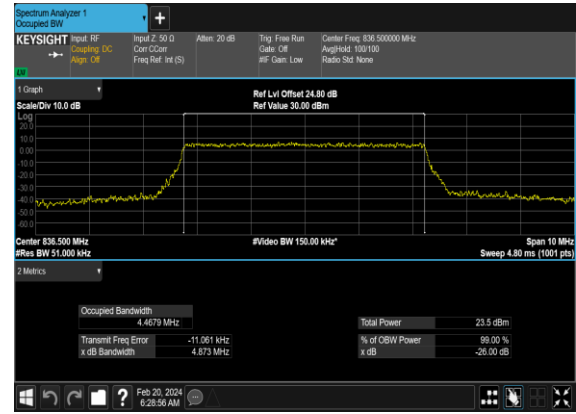 Spectrum Analyzer 1
Occupied BW
KEYSIGHT Input: RF Input Z: 50 Ω Atten: 20 dB Trig: Free Run Center Freq: 836.500000 MHz
Coupling: DC Corr CCorr Gate: Off Avg|Hold: 100/100
Align: Off Freq Ref: Int (S) #IF Gain: Low Radio Std: None
1 Graph
Ref Lvl Offset 24.80 dB
Scale/Div 10.0 dB Ref Value 30.00 dBm
Log
20.0
10.0
0.00
-10.0
-20.0
-30.0
-40.0
-50.0
-60.0
Center 836.500 MHz #Video BW 150.00 kHz* Span 10 MHz
#Res BW 51.000 kHz Sweep 4.80 ms (1001 pts)
2 Metrics
Occupied Bandwidth
4.4679 MHz Total Power 23.5 dBm
Transmit Freq Error -11.061 kHz % of OBW Power 99.00 %
x dB Bandwidth 4.873 MHz x dB -26.00 dB
Feb 20, 2024
6:28:56 AM